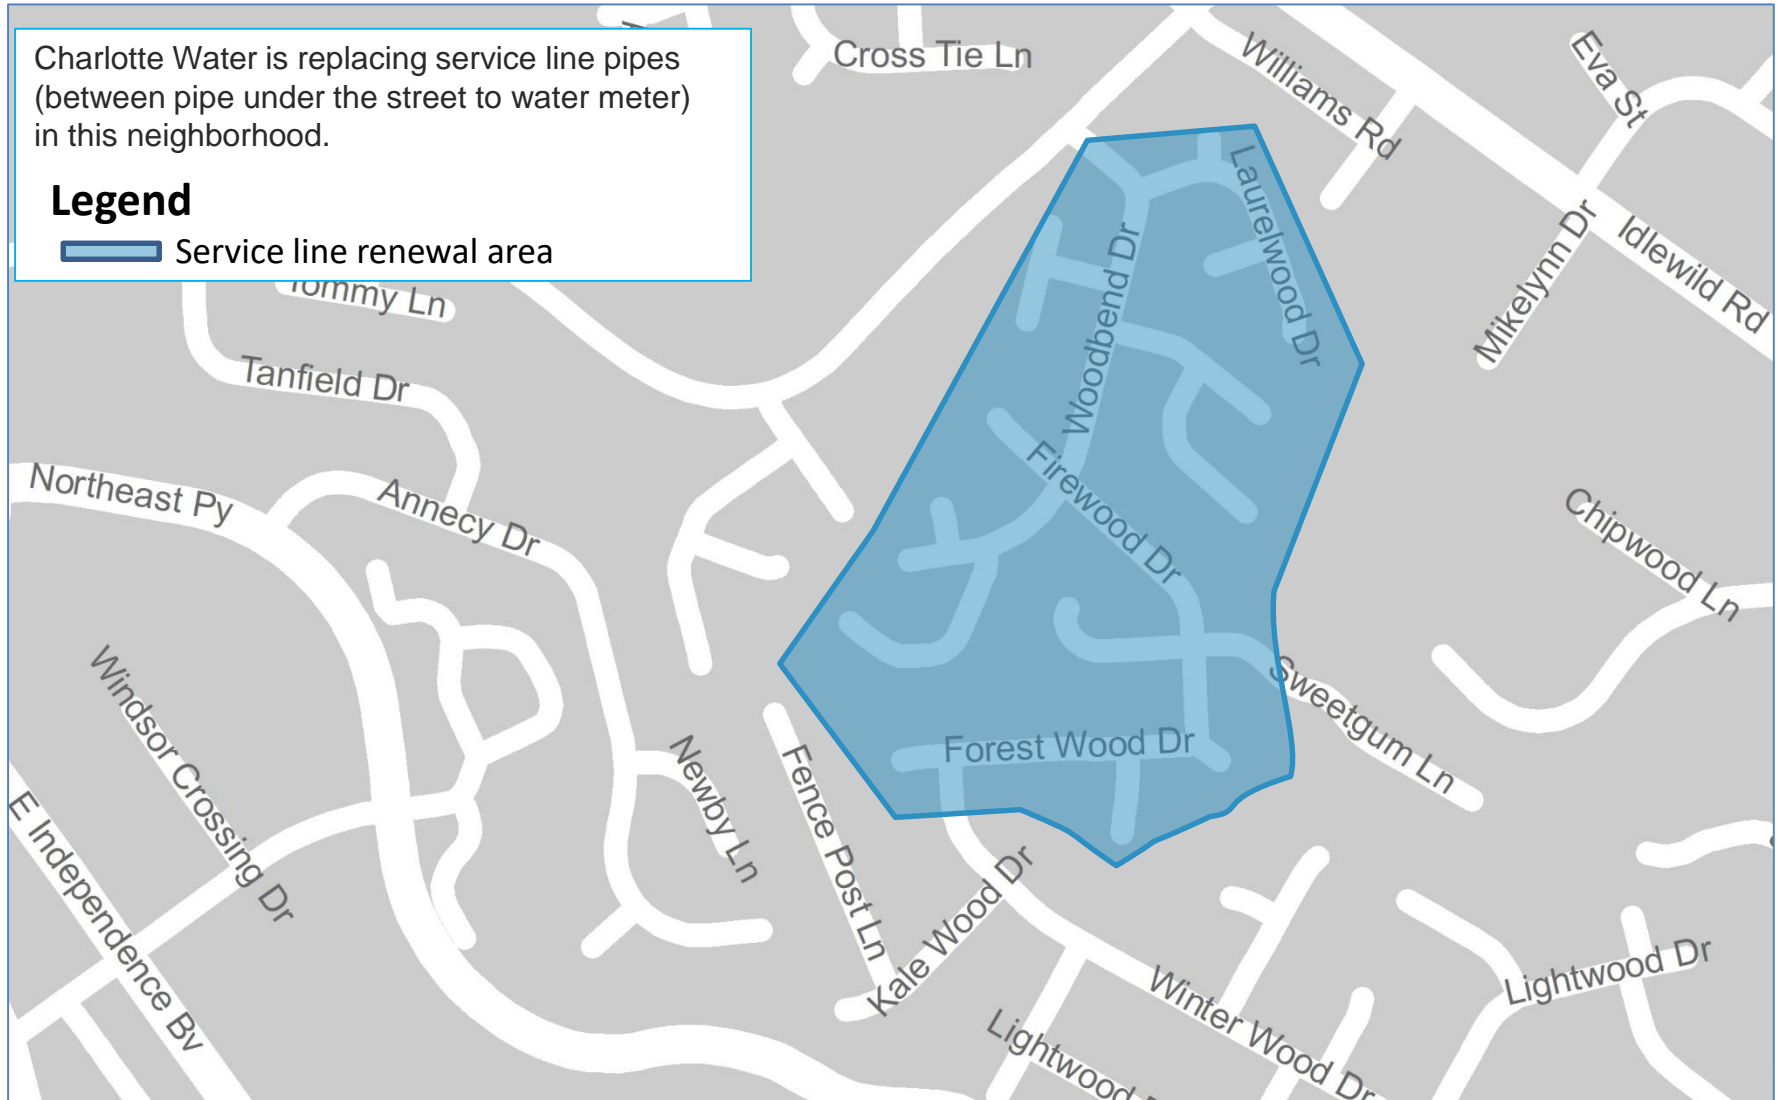 Charlotte Water is replacing service line pipes
(between pipe under the street to water meter)
in this neighborhood.
Legend
Service line renewal area
Cross Tie Ln
Williams Rd
Eva St
Laurelwood Dr
Mikelynn Dr
Idlewild Rd
Woodbend Dr
Tommy Ln
Tanfield Dr
Northeast Py
Annecy Dr
Firewood Dr
Chipwood Ln
Windsor Crossing Dr
Sweetgum Ln
Forest Wood Dr
Newby Ln
Fence Post Ln
E Independence Bv
Kale Wood Dr
Winter Wood Dr
Lightwood Dr
Lightwood